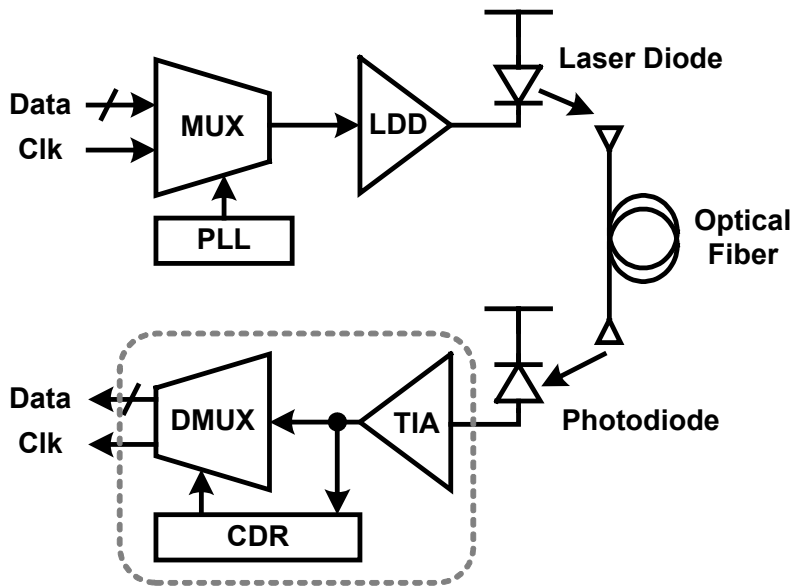 Laser Diode
Data
MUX
LDD
Clk
PLL
Optical
Fiber
Data
DMUX
TIA
Photodiode
Clk
CDR